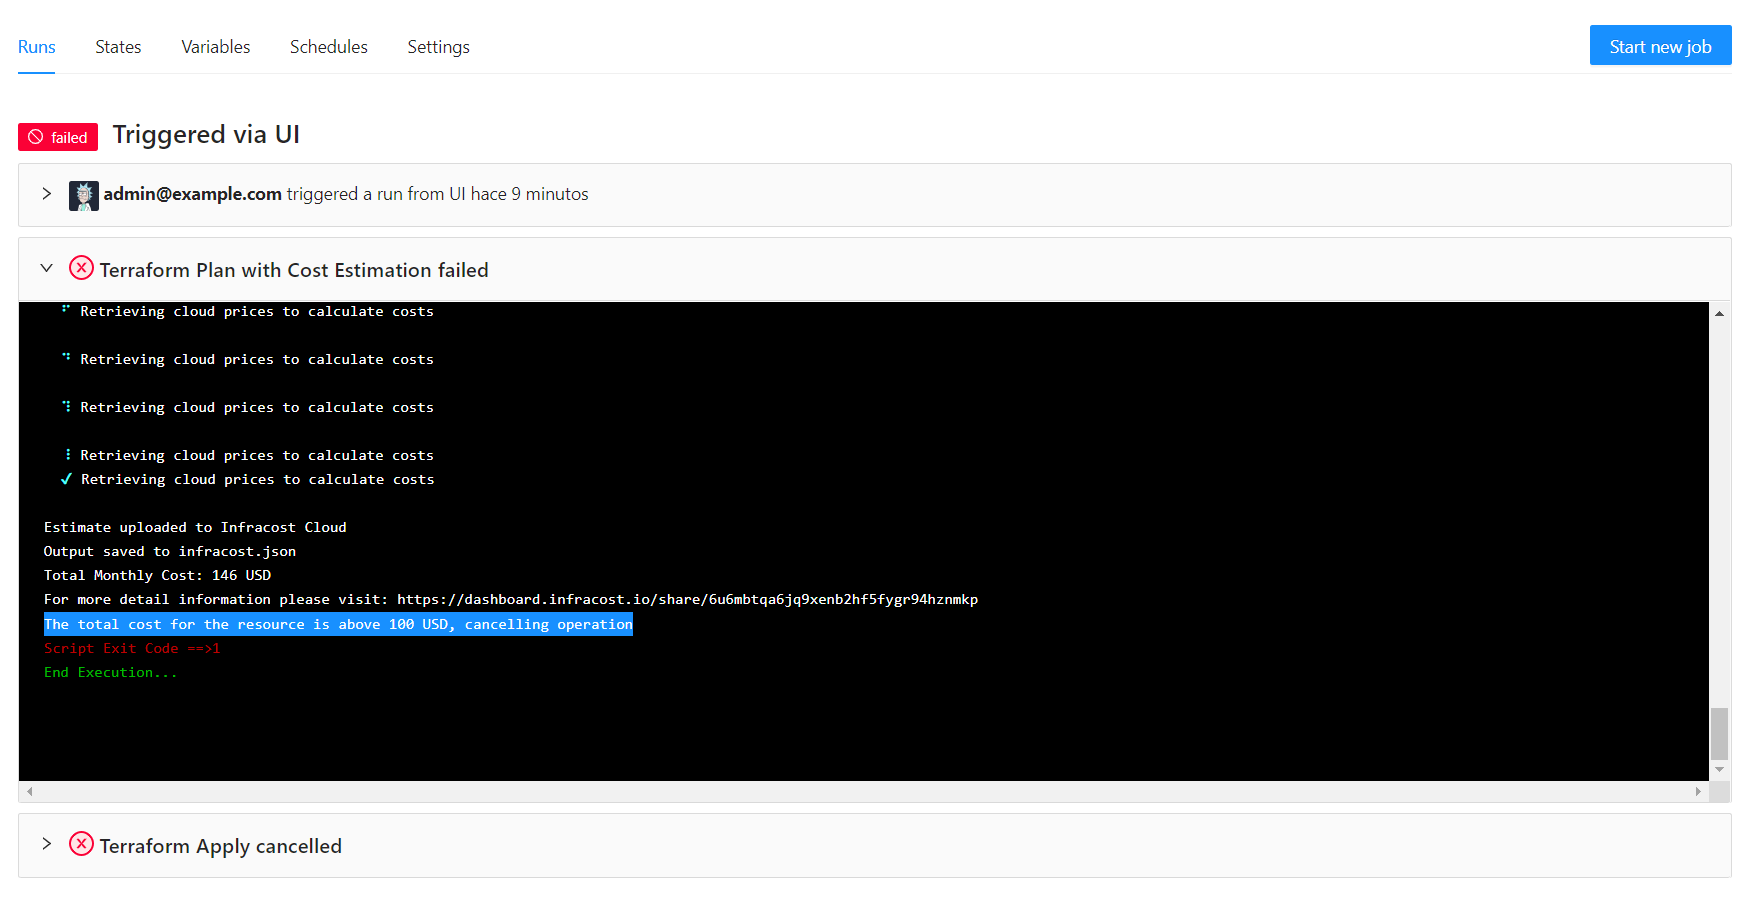 Runs States Variables Schedules Settings Start new job
failed Triggered via UI
admin@example.com triggered a run from UI hace 9 minutos
Terraform Plan with Cost Estimation failed
Retrieving cloud prices to calculate costs
Retrieving cloud prices to calculate costs
Retrieving cloud prices to calculate costs
Retrieving cloud prices to calculate costs
✓ Retrieving cloud prices to calculate costs
Estimate uploaded to Infracost Cloud
Output saved to infracost.json
Total Monthly Cost: 146 USD
For more detail information please visit: https://dashboard.infracost.io/share/6u6mbtqa6jq9xenb2hf5fygr94hznmkp
The total cost for the resource is above 100 USD, cancelling operation
Script Exit Code ==>1
End Execution...
Terraform Apply cancelled